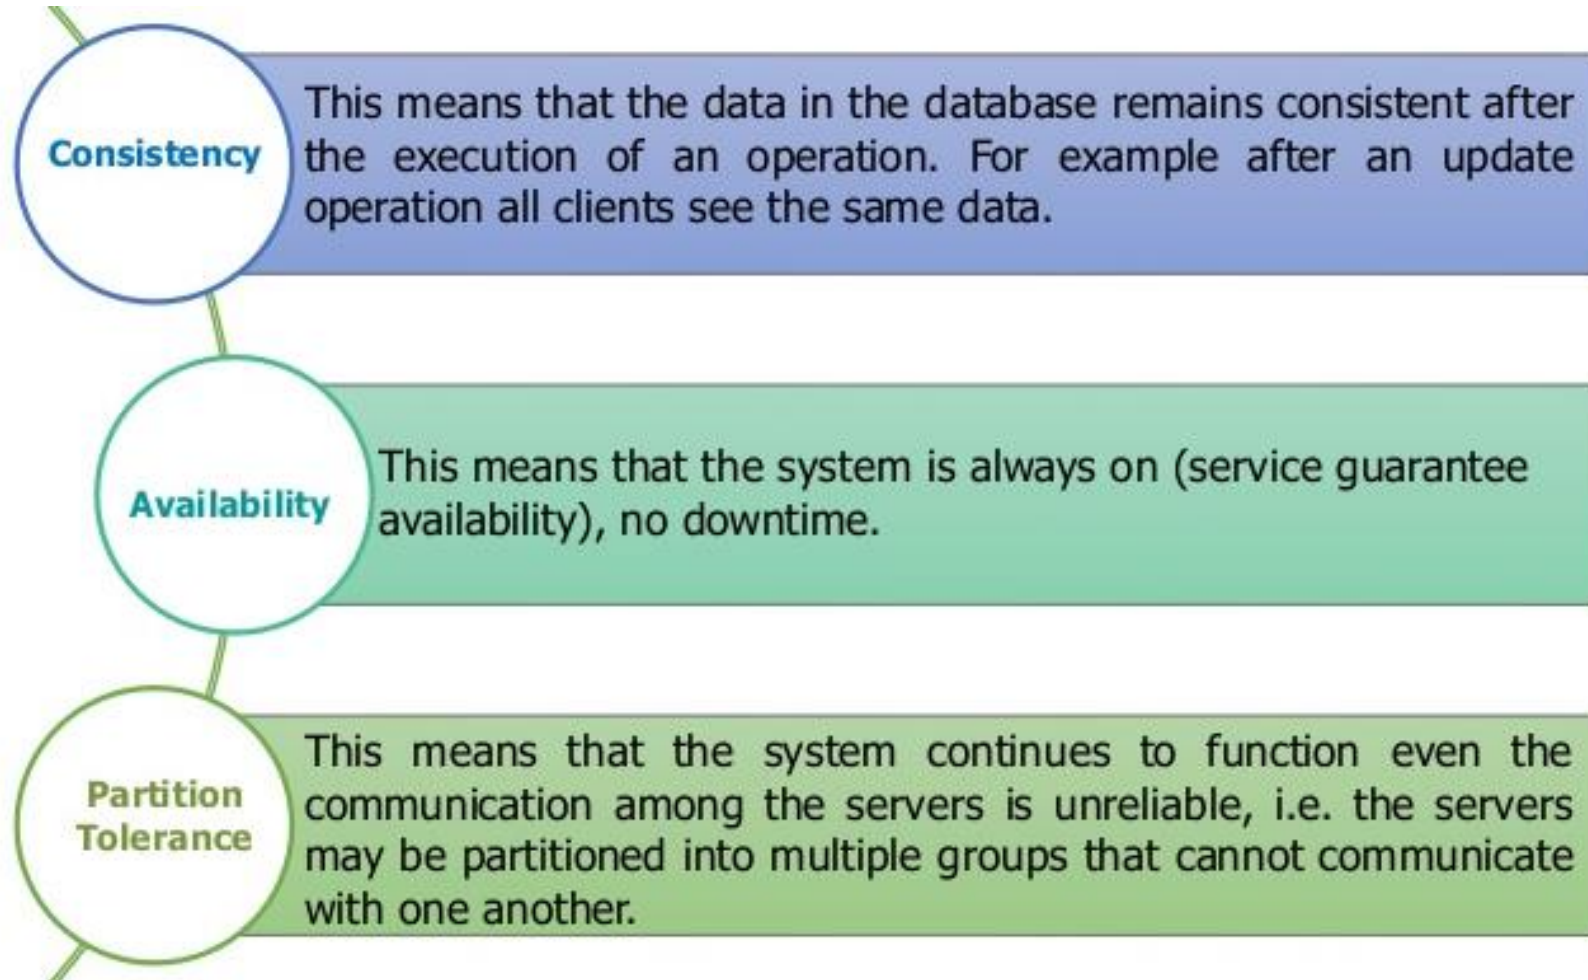 Consistency
This means that the data in the database remains consistent after
the execution of an operation. For example after an update
operation all clients see the same data.
Availability
This means that the system is always on (service guarantee
availability), no downtime.
Partition
Tolerance
This means that the system continues to function even the
communication among the servers is unreliable, i.e. the servers
may be partitioned into multiple groups that cannot communicate
with one another.